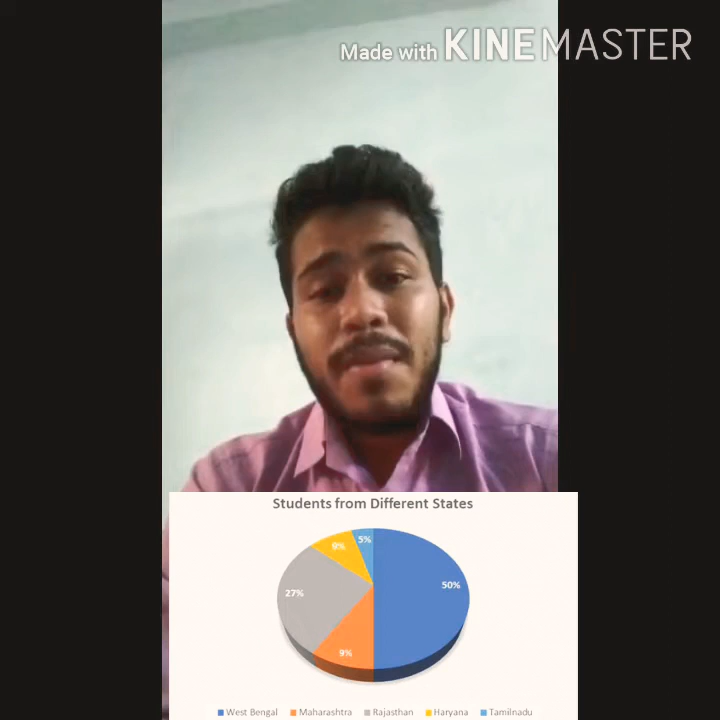 Made with KINEMASTER
Students from Different States
5%
9%
50%
27%
9%
West Bengal Maharashtra Rajasthan Haryana Tamilnadu